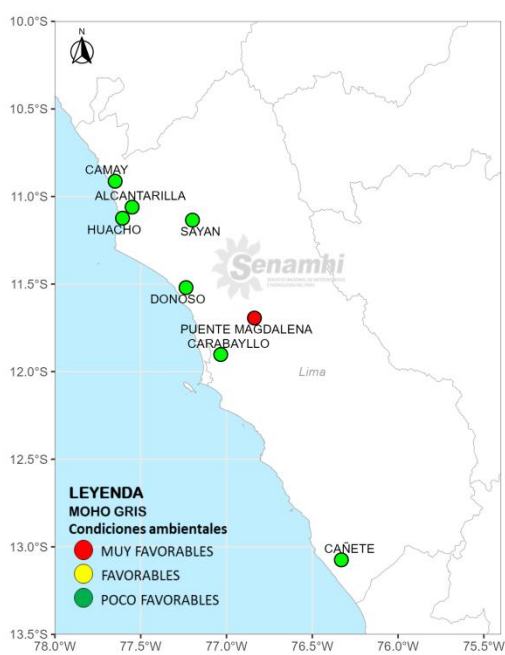 10.0°S
N
10.5°S
CAMAY
11.0°S
ALCANTARILLA
HUACHO
SAYAN
11.5°S
Senamhi
DONOSO
PUENTE MAGDALENA
CARABAYLLO
12.0°S
Lima
12.5°S
LEYENDA
MOHO GRIS
Condiciones ambientales
MUY FAVORABLES
FAVORABLES
POCO FAVORABLES
13.0°S
CAÑETE
13.5°S
78.0°W 77.5°W 77.0°W 76.5°W 76.0°W 75.5°W